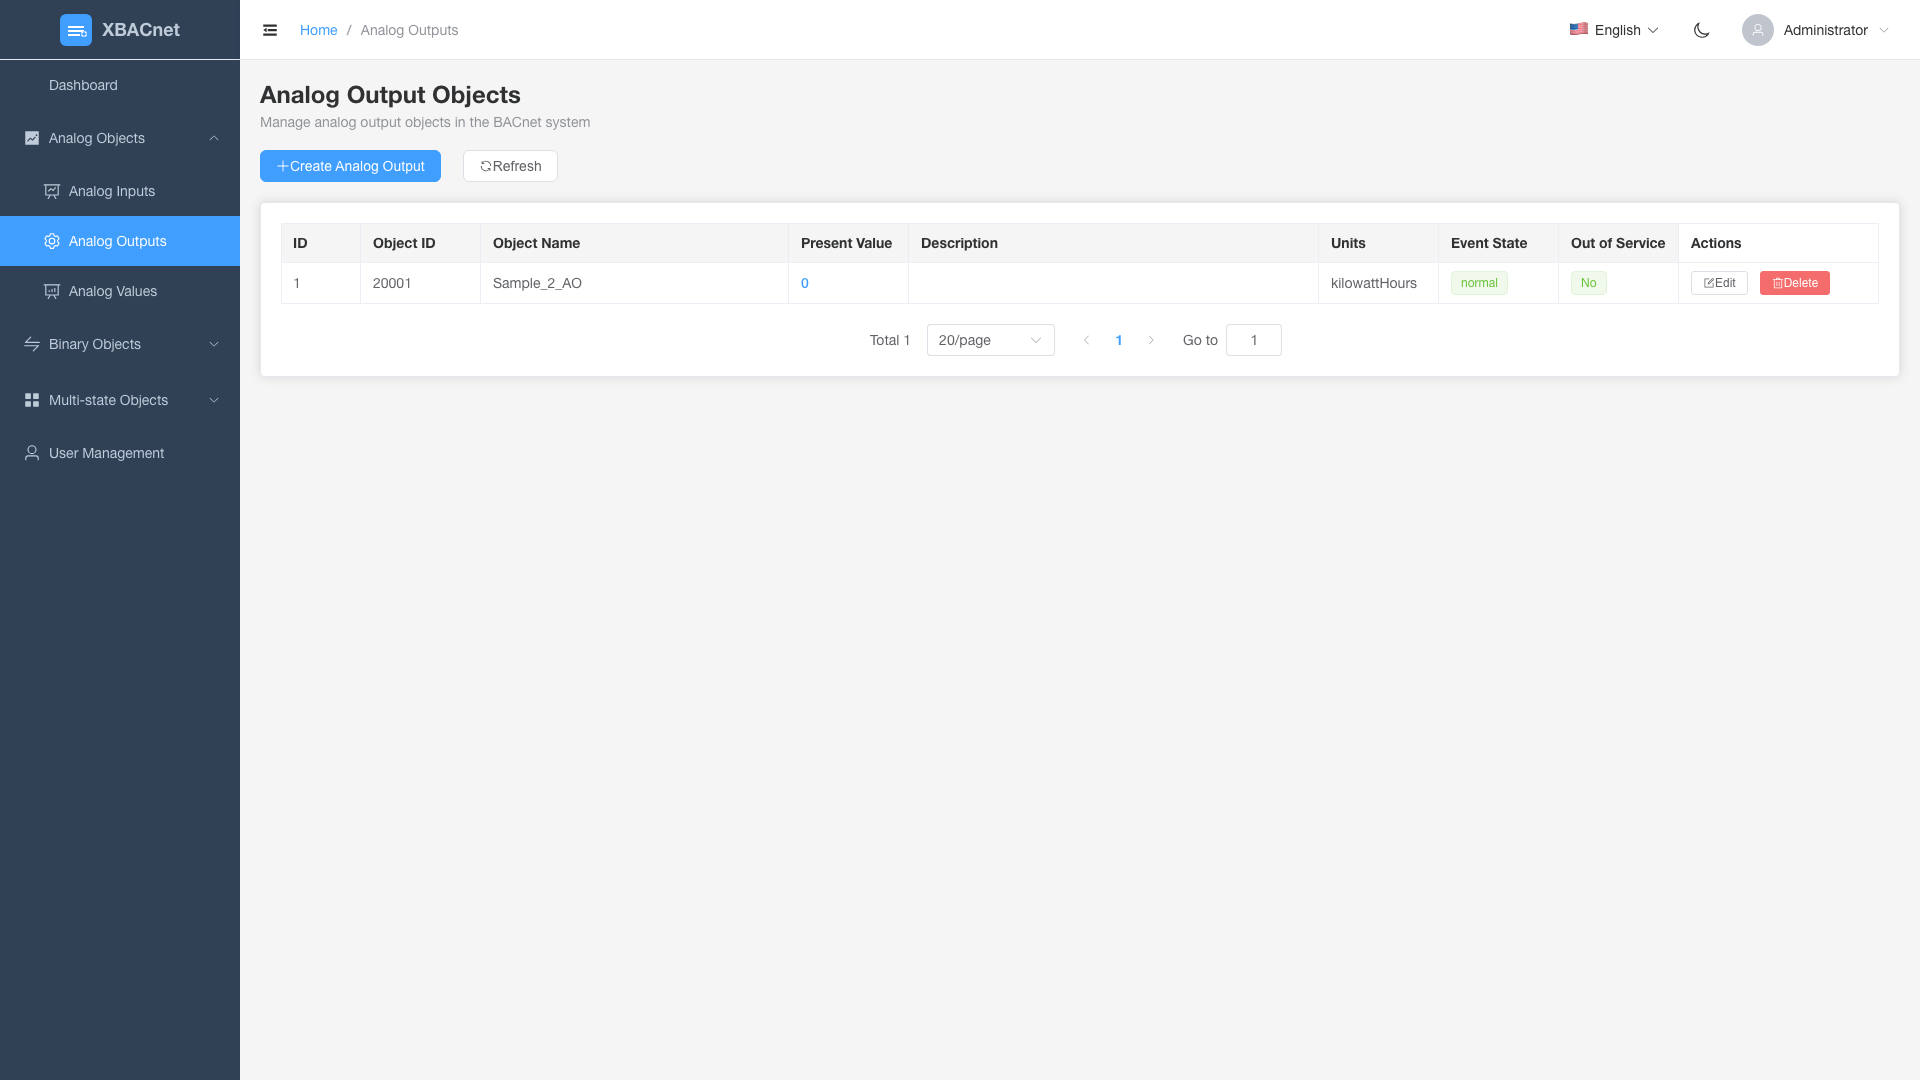 XBACnet
Home / Analog Outputs
English
Administrator
Dashboard
Analog Objects
Analog Inputs
Analog Outputs
Analog Values
Binary Objects
Multi-state Objects
User Management
Analog Output Objects
Manage analog output objects in the BACnet system
Create Analog Output
Refresh
ID Object ID Object Name Present Value Description Units Event State Out of Service Actions
1 20001 Sample_2_AO 0 kilowattHours normal No Edit Delete
Total 1 20/page 1 Go to 1